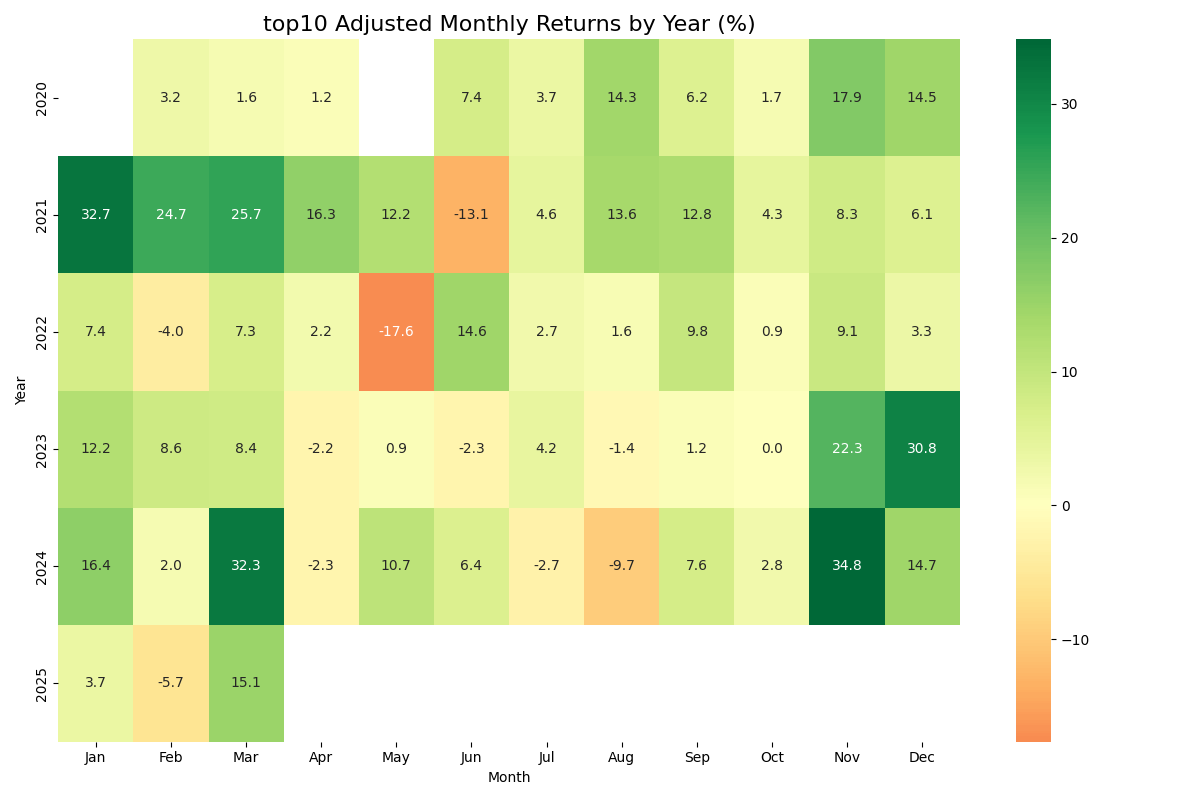 top10 Adjusted Monthly Returns by Year (%)
2020 3.2 1.6 1.2 7.4 3.7 14.3 6.2 1.7 17.9 14.5
2021 32.7 24.7 25.7 16.3 12.2 -13.1 4.6 13.6 12.8 4.3 8.3 6.1
2022 7.4 -4.0 7.3 2.2 -17.6 14.6 2.7 1.6 9.8 0.9 9.1 3.3
Year
2023 12.2 8.6 8.4 -2.2 0.9 -2.3 4.2 -1.4 1.2 0.0 22.3 30.8
2024 16.4 2.0 32.3 -2.3 10.7 6.4 -2.7 -9.7 7.6 2.8 34.8 14.7
2025 3.7 -5.7 15.1
Jan Feb Mar Apr May Jun Jul Aug Sep Oct Nov Dec
Month
30
20
10
0
−10